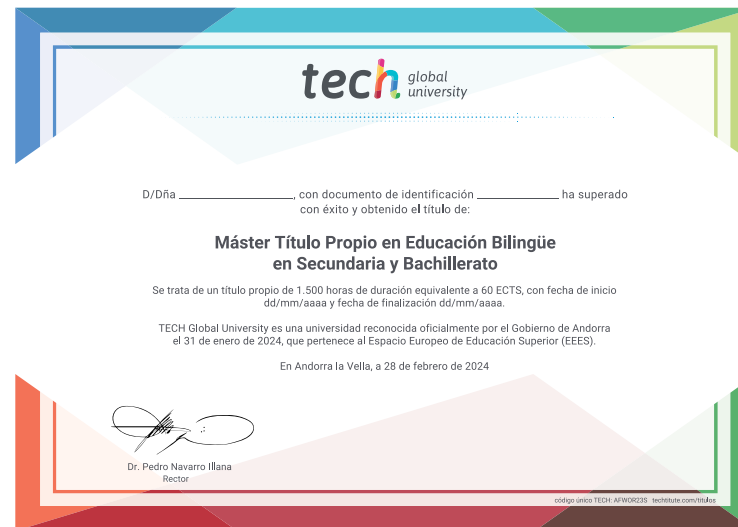 tech global university
D/Dña ____________________, con documento de identificación ______________ ha superado
con éxito y obtenido el título de:
Máster Título Propio en Educación Bilingüe
en Secundaria y Bachillerato
Se trata de un título propio de 1.500 horas de duración equivalente a 60 ECTS, con fecha de inicio
dd/mm/aaaa y fecha de finalización dd/mm/aaaa.
TECH Global University es una universidad reconocida oficialmente por el Gobierno de Andorra
el 31 de enero de 2024, que pertenece al Espacio Europeo de Educación Superior (EEES).
En Andorra la Vella, a 28 de febrero de 2024
Dr. Pedro Navarro Illana
Rector
código único TECH: AFWOR23S techtitute.com/titulos